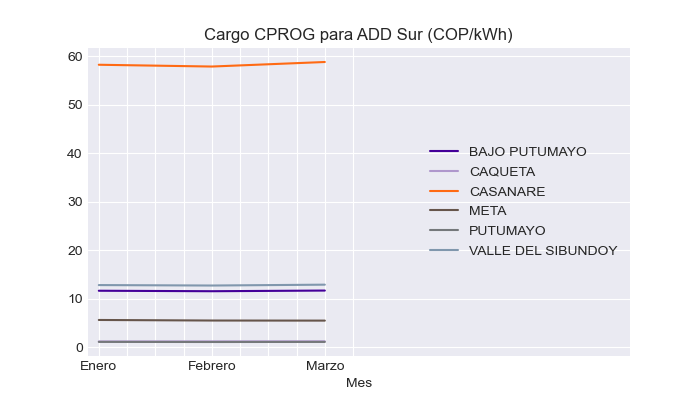 Cargo CPROG para ADD Sur (COP/kWh)
60
50
40
30
20
10
0
BAJO PUTUMAYO
CAQUETA
CASANARE
META
PUTUMAYO
VALLE DEL SIBUNDOY
Enero Febrero Marzo
Mes